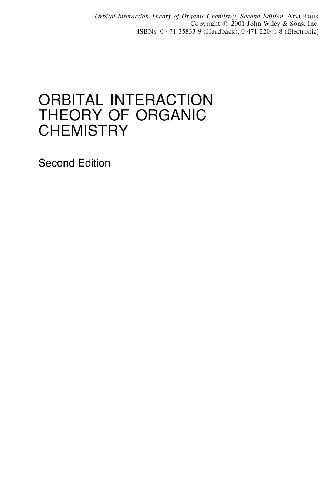 Orbital Interaction Theory of Organic Chemistry, Second Edition. Arvi Rauk
Copyright © 2001 John Wiley & Sons, Inc.
ISBNs: 0-471-35833-9 (Hardback); 0-471-22041-8 (Electronic)
ORBITAL INTERACTION
THEORY OF ORGANIC
CHEMISTRY
Second Edition